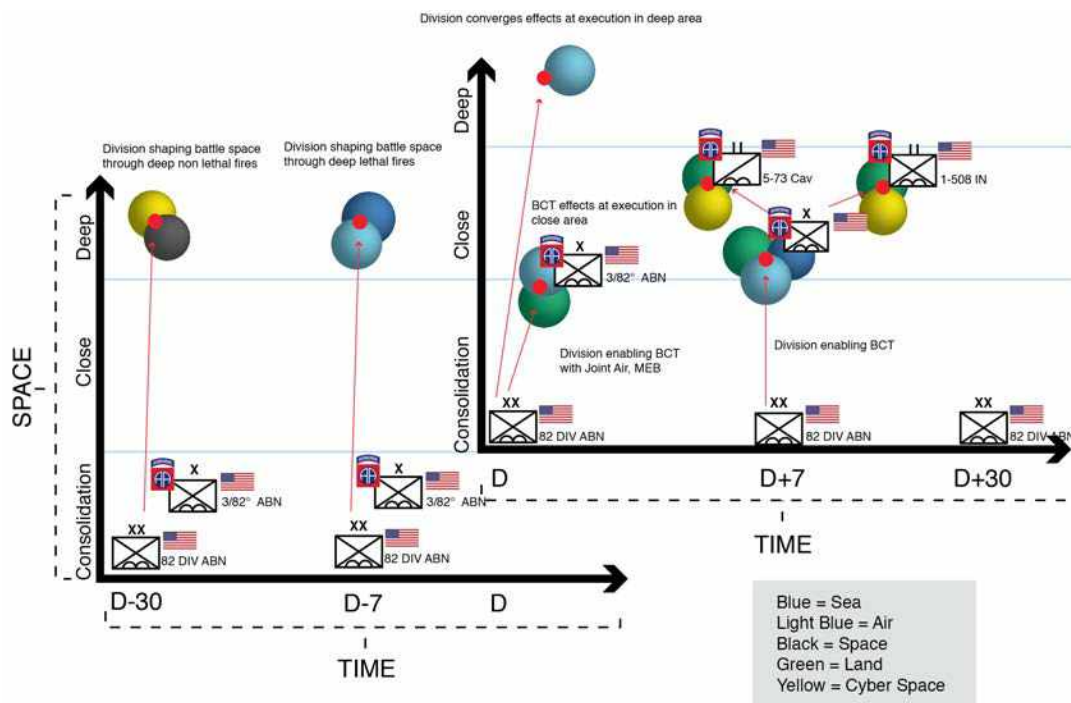 Division converges effects at execution in deep area
Deep
Close
Consolidation
Division shaping battle space
through deep non lethal fires
Division shaping battle space
through deep lethal fires
II
5-73 Cav
II
1-508 IN
BCT effects at execution in
close area
X
3/82° ABN
X
Division enabling BCT
with Joint Air, MEB
Division enabling BCT
XX
82 DIV ABN
XX
82 DIV ABN
XX
82 DIV ABN
D
D+7
D+30
TIME
SPACE
Deep
Close
Consolidation
X
3/82° ABN
X
3/82° ABN
XX
82 DIV ABN
XX
82 DIV ABN
D-30
D-7
D
TIME
Blue = Sea
Light Blue = Air
Black = Space
Green = Land
Yellow = Cyber Space